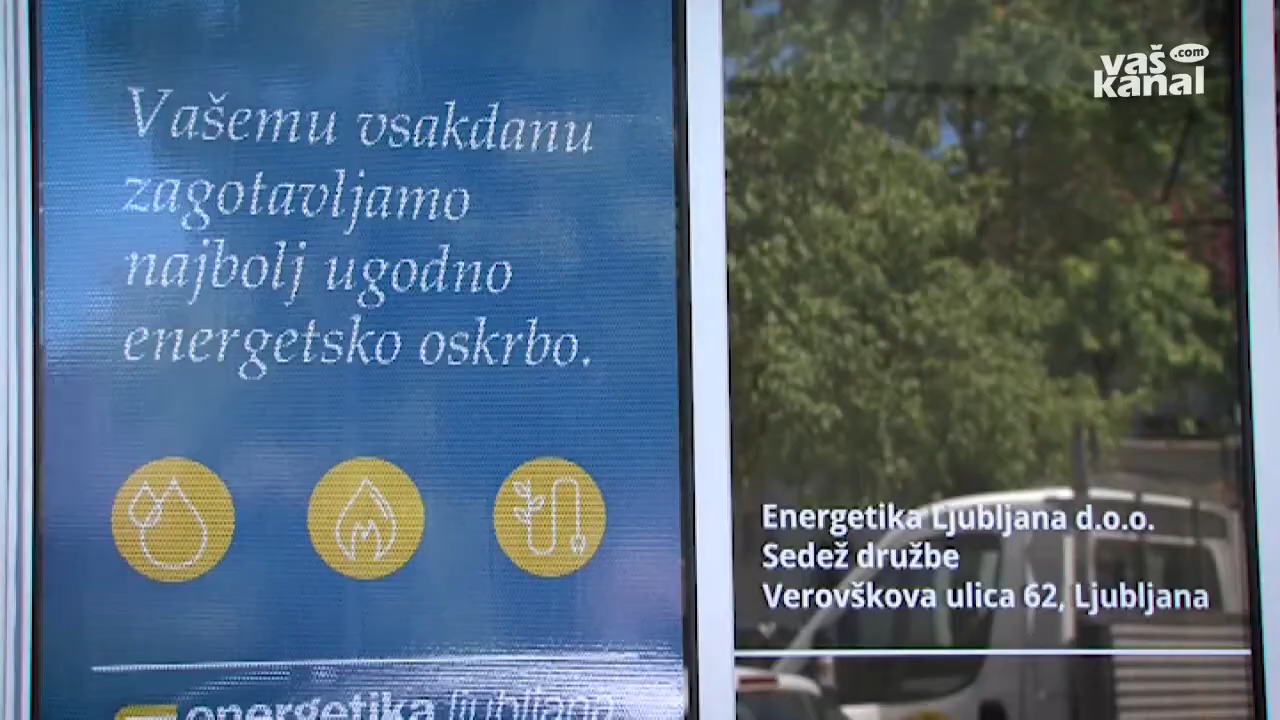 Vašemu vsakdanu
zagotavljamo
najbolj ugodno
energetsko oskrbo.
energetika ljubljana
vaš
.com
kanal
Energetika Ljubljana d.o.o.
Sedež družbe
Verovškova ulica 62, Ljubljana